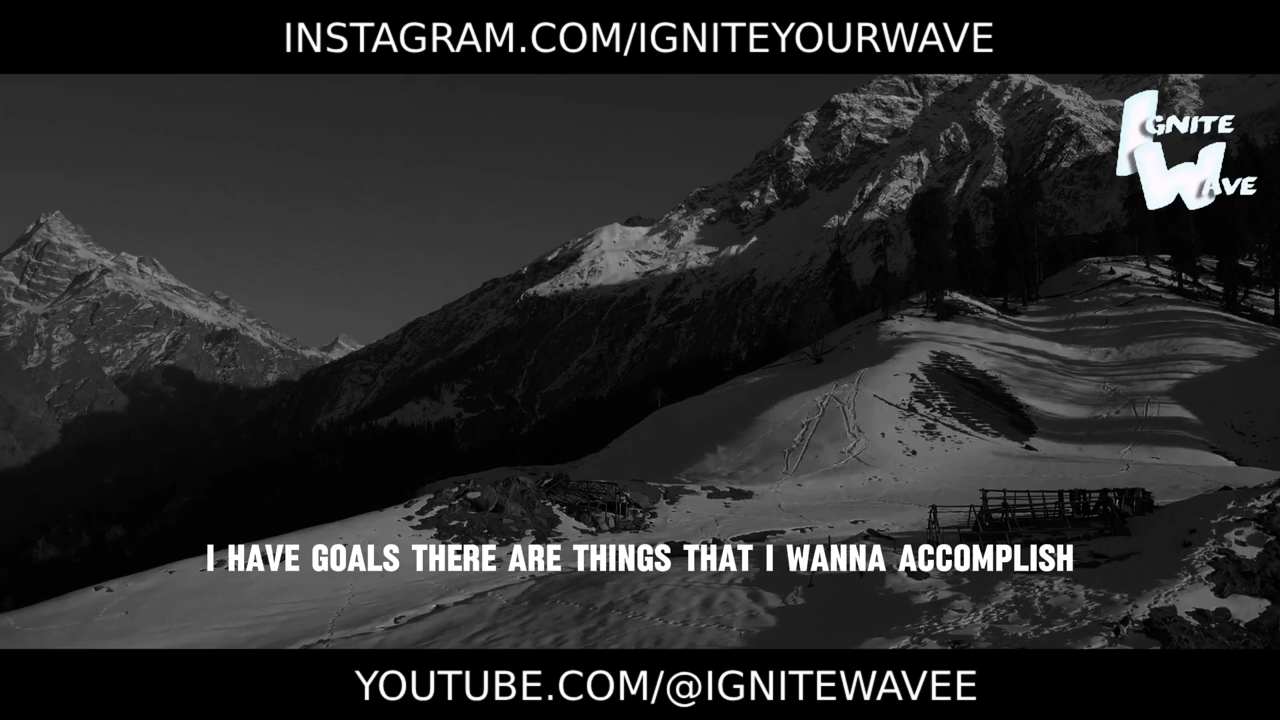 INSTAGRAM.COM/IGNITEYOURWAVE
IGNITE
WAVE
I HAVE GOALS THERE ARE THINGS THAT I WANNA ACCOMPLISH
YOUTUBE.COM/@IGNITEWAVEE